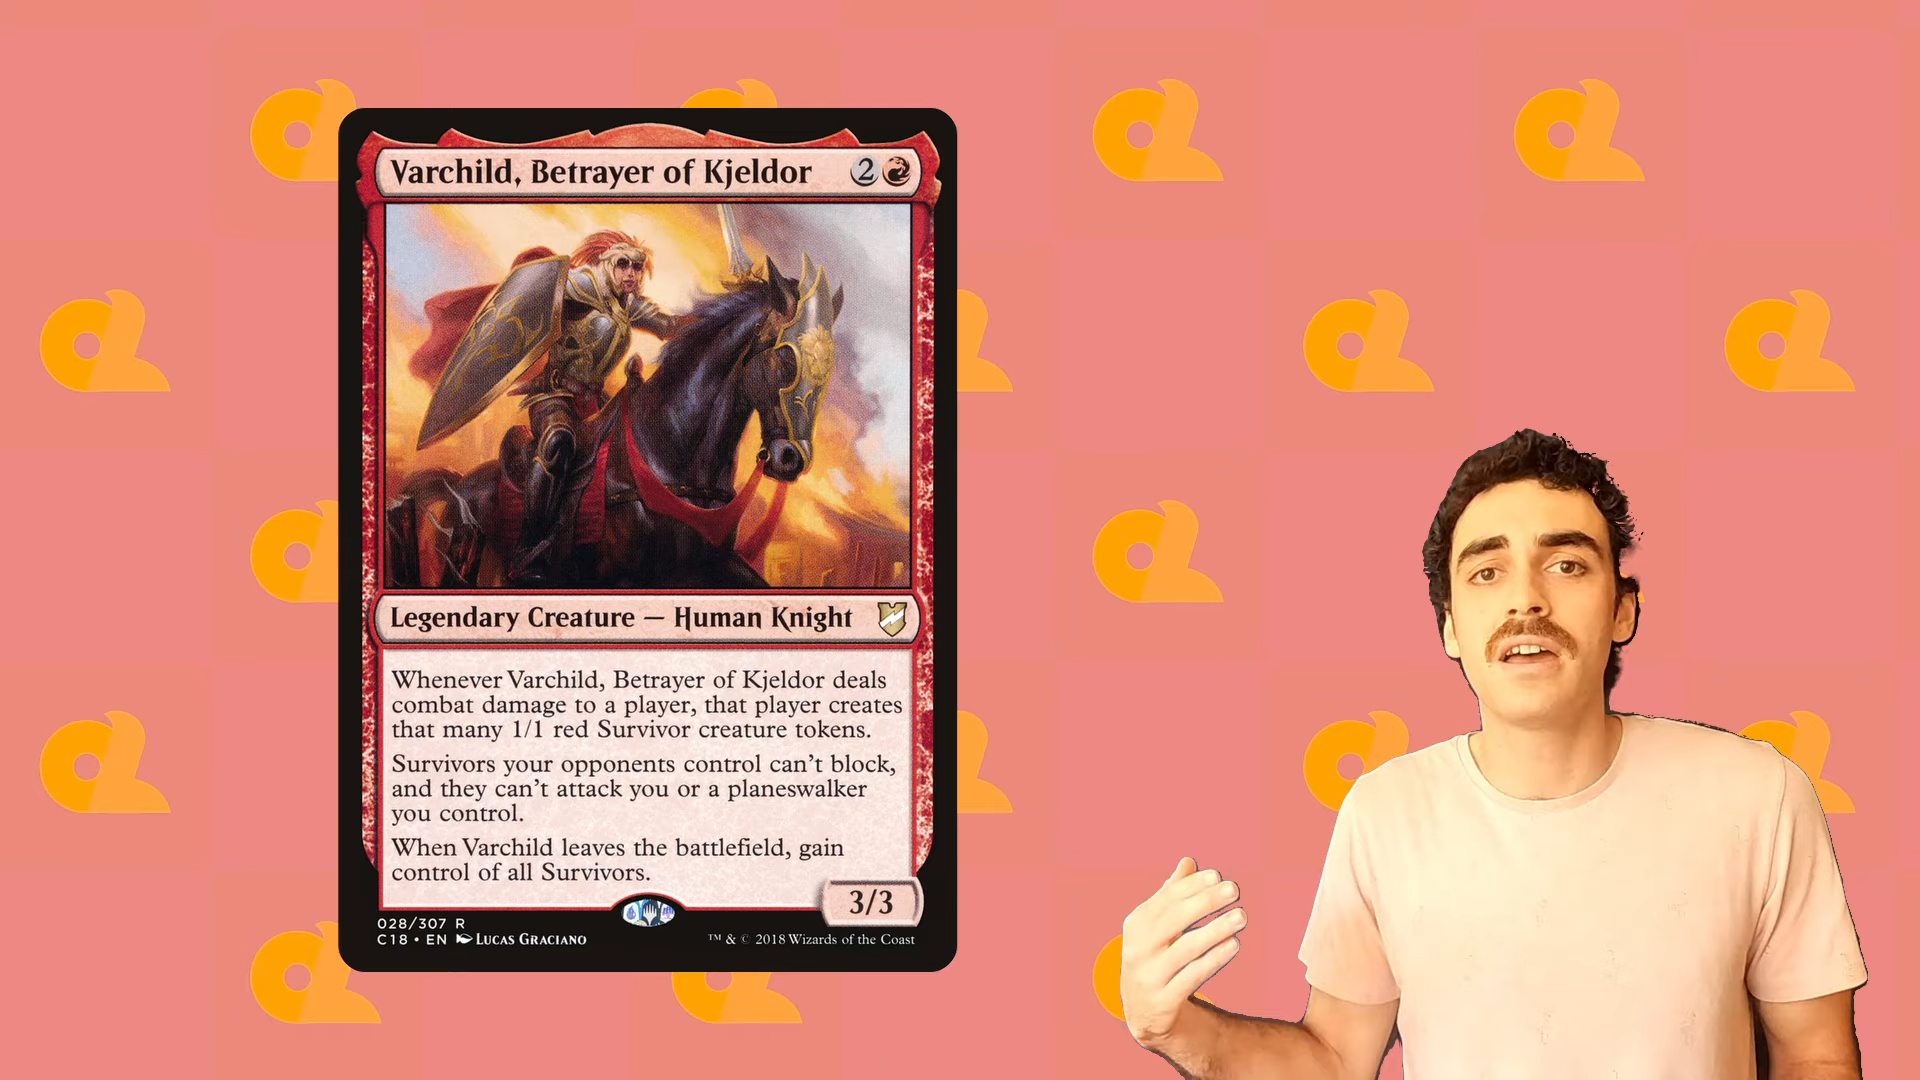 Varchild, Betrayer of Kjeldor 2
Legendary Creature — Human Knight
Whenever Varchild, Betrayer of Kjeldor deals
combat damage to a player, that player creates
that many 1/1 red Survivor creature tokens.
Survivors your opponents control can't block,
and they can't attack you or a planeswalker
you control.
When Varchild leaves the battlefield, gain
control of all Survivors.
3/3
028/307 R
C18 • EN Lucas Graciano
™ & © 2018 Wizards of the Coast